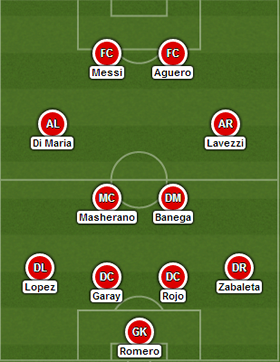 FC
FC
Messi
Aguero
AL
AR
Di Maria
Lavezzi
MC
DM
Masherano
Banega
DL
DC
DC
DR
Lopez
Garay
Rojo
Zabaleta
GK
Romero